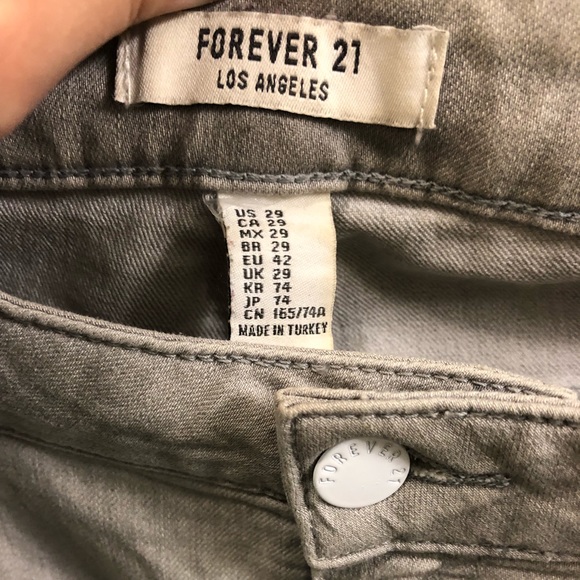 FOREVER 21
LOS ANGELES
US 29
CA 29
MX 29
BR 29
EU 42
UK 29
KR 74
JP 74
CN 165/74A
MADE IN TURKEY
FOREVER 21